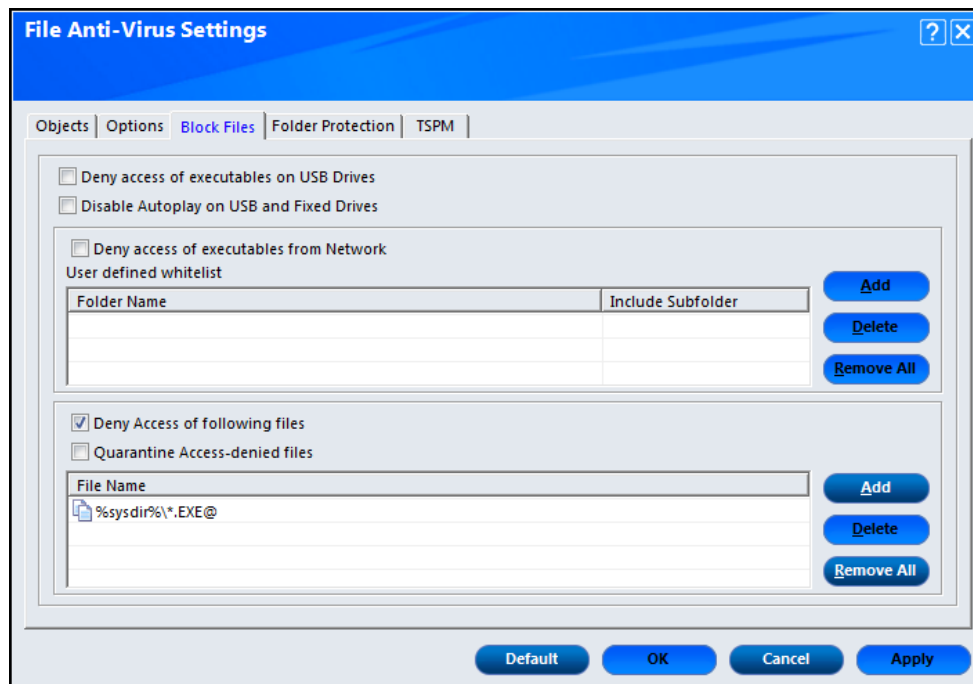 File Anti-Virus Settings
?
Objects Options Block Files Folder Protection TSPM
Deny access of executables on USB Drives
Disable Autoplay on USB and Fixed Drives
Deny access of executables from Network
User defined whitelist
Folder Name Include Subfolder
Add
Delete
Remove All
Deny Access of following files
Quarantine Access-denied files
File Name
%sysdir%\*.EXE@
Add
Delete
Remove All
Default OK Cancel Apply